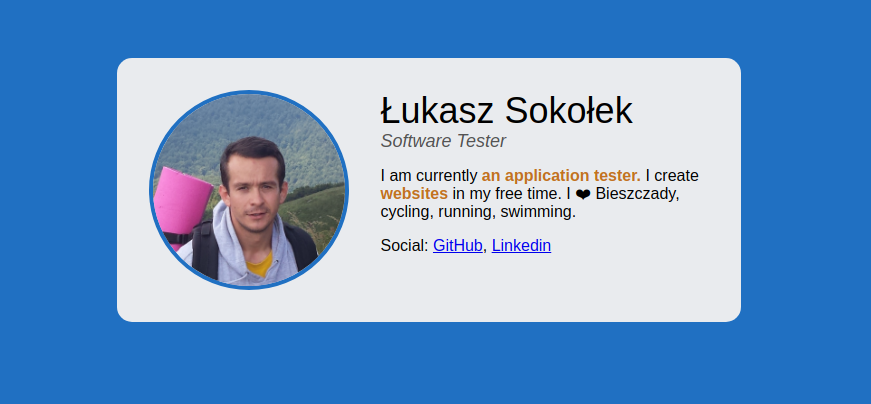 Łukasz Sokołek
Software Tester
I am currently an application tester. I create
websites in my free time. I ❤ Bieszczady,
cycling, running, swimming.
Social: GitHub, Linkedin